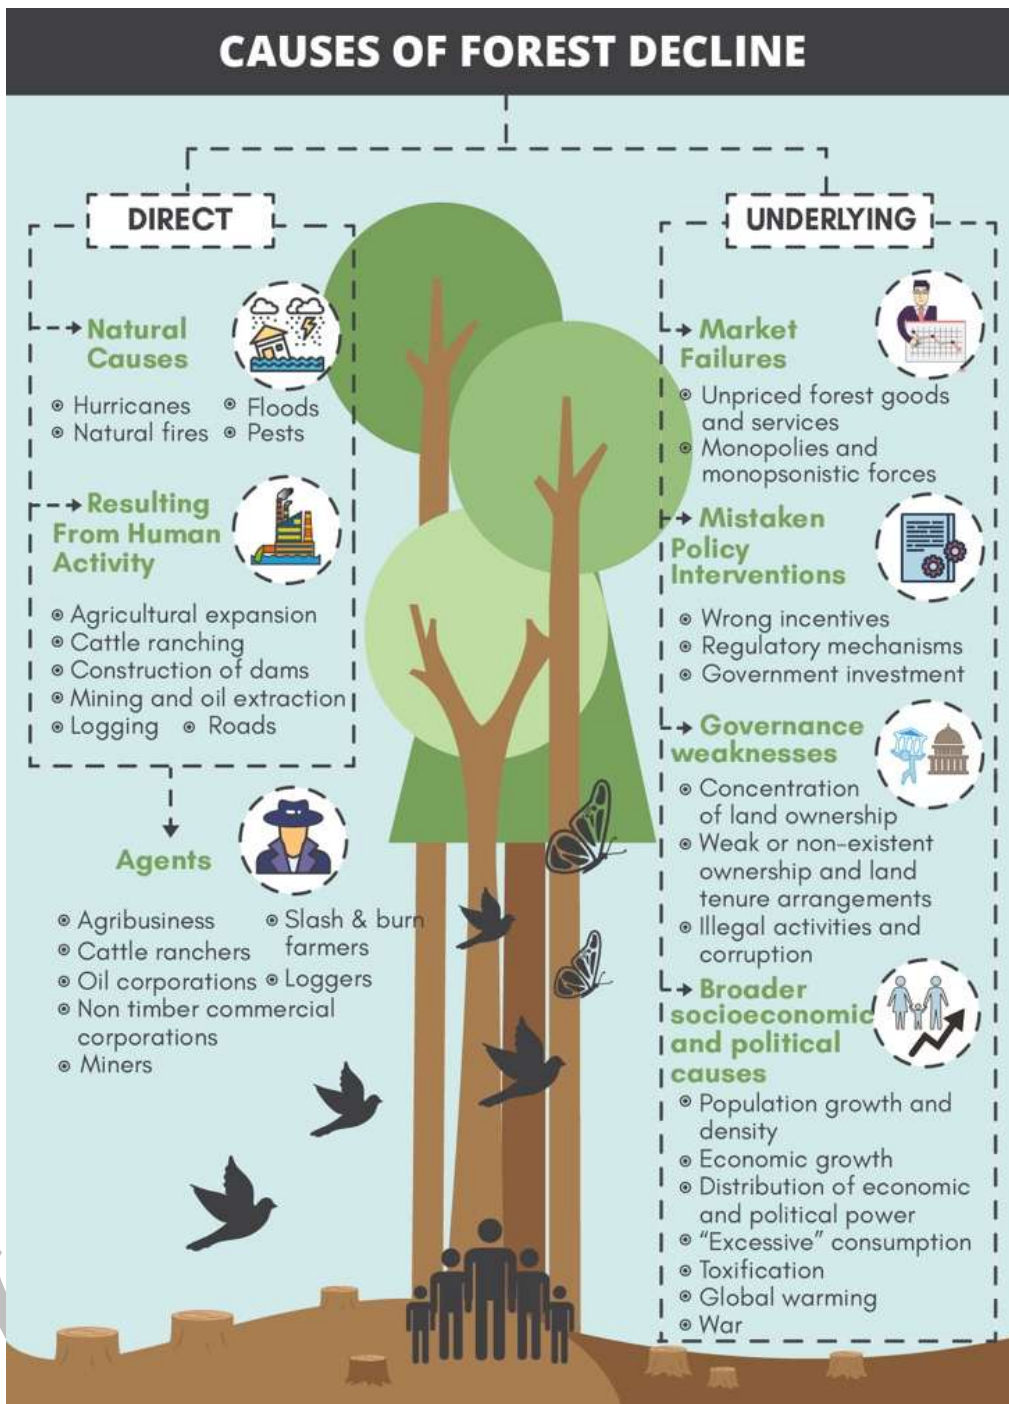 CAUSES OF FOREST DECLINE
DIRECT
Natural
Causes
Hurricanes
Floods
Natural fires
Pests
Resulting
From Human
Activity
Agricultural expansion
Cattle ranching
Construction of dams
Mining and oil extraction
Logging
Roads
Agents
Agribusiness
Cattle ranchers
Oil corporations
Non timber commercial
corporations
Miners
Slash & burn
farmers
Loggers
UNDERLYING
Market
Failures
Unpriced forest goods
and services
Monopolies and
monopsonistic forces
Mistaken
Policy
Interventions
Wrong incentives
Regulatory mechanisms
Government investment
Governance
weaknesses
Concentration
of land ownership
Weak or non-existent
ownership and land
tenure arrangements
Illegal activities and
corruption
Broader
socioeconomic
and political
causes
Population growth and
density
Economic growth
Distribution of economic
and political power
“Excessive” consumption
Toxification
Global warming
War